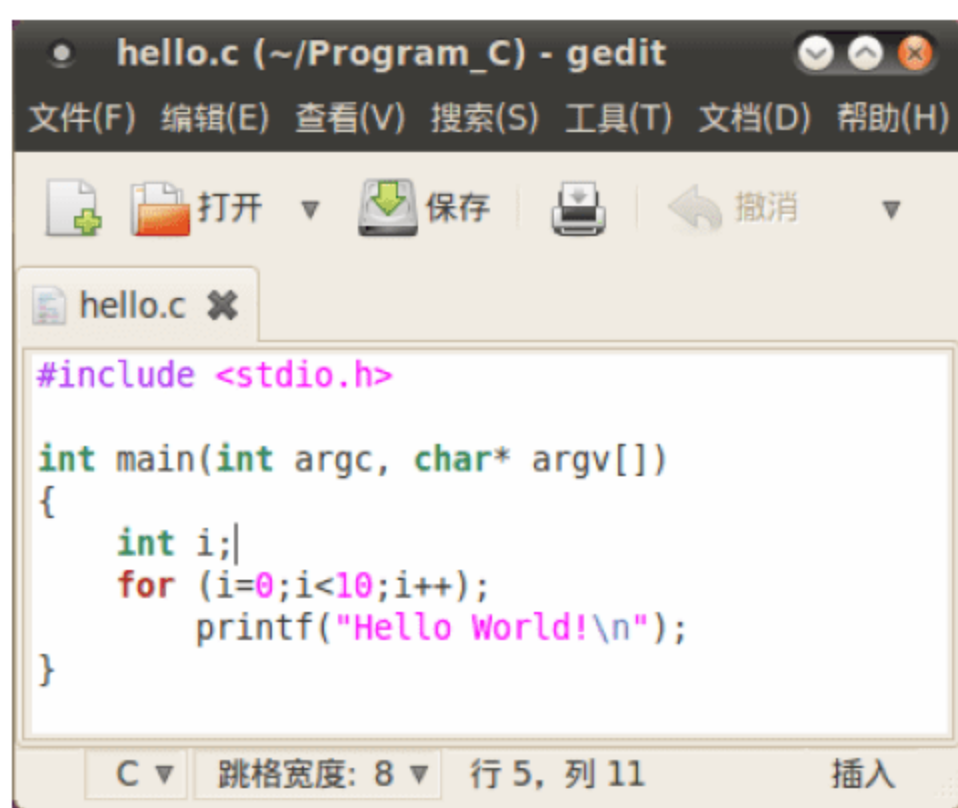 hello.c (~/Program_C) - gedit
文件(F) 编辑(E) 查看(V) 搜索(S) 工具(T) 文档(D) 帮助(H)
打开 保存 撤消
hello.c
#include <stdio.h>
int main(int argc, char* argv[])
{
    int i;
    for (i=0;i<10;i++);
        printf("Hello World!\n");
}
C 跳格宽度: 8 行 5, 列 11 插入